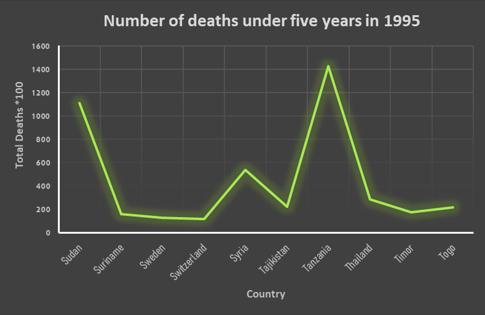 Number of deaths under five years in 1995
Total Deaths *100
1600
1400
1200
1000
800
600
400
200
0
Sudan
Suriname
Sweden
Switzerland
Syria
Tajikistan
Tanzania
Thailand
Timor
Togo
Country